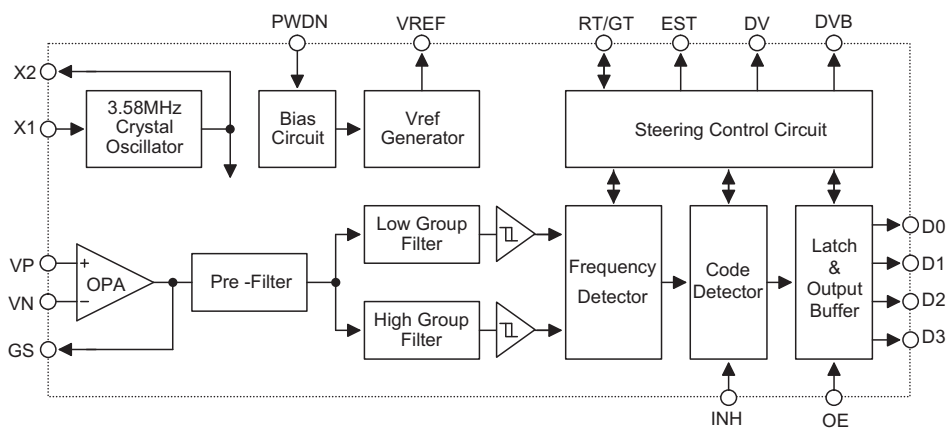 PWDN
VREF
RT/GT
EST
DV
DVB
X2
X1
3.58MHz
Crystal
Oscillator
Bias
Circuit
Vref
Generator
Steering Control Circuit
VP
VN
GS
+
−
OPA
Pre -Filter
Low Group
Filter
High Group
Filter
Frequency
Detector
Code
Detector
Latch
&
Output
Buffer
D0
D1
D2
D3
INH
OE